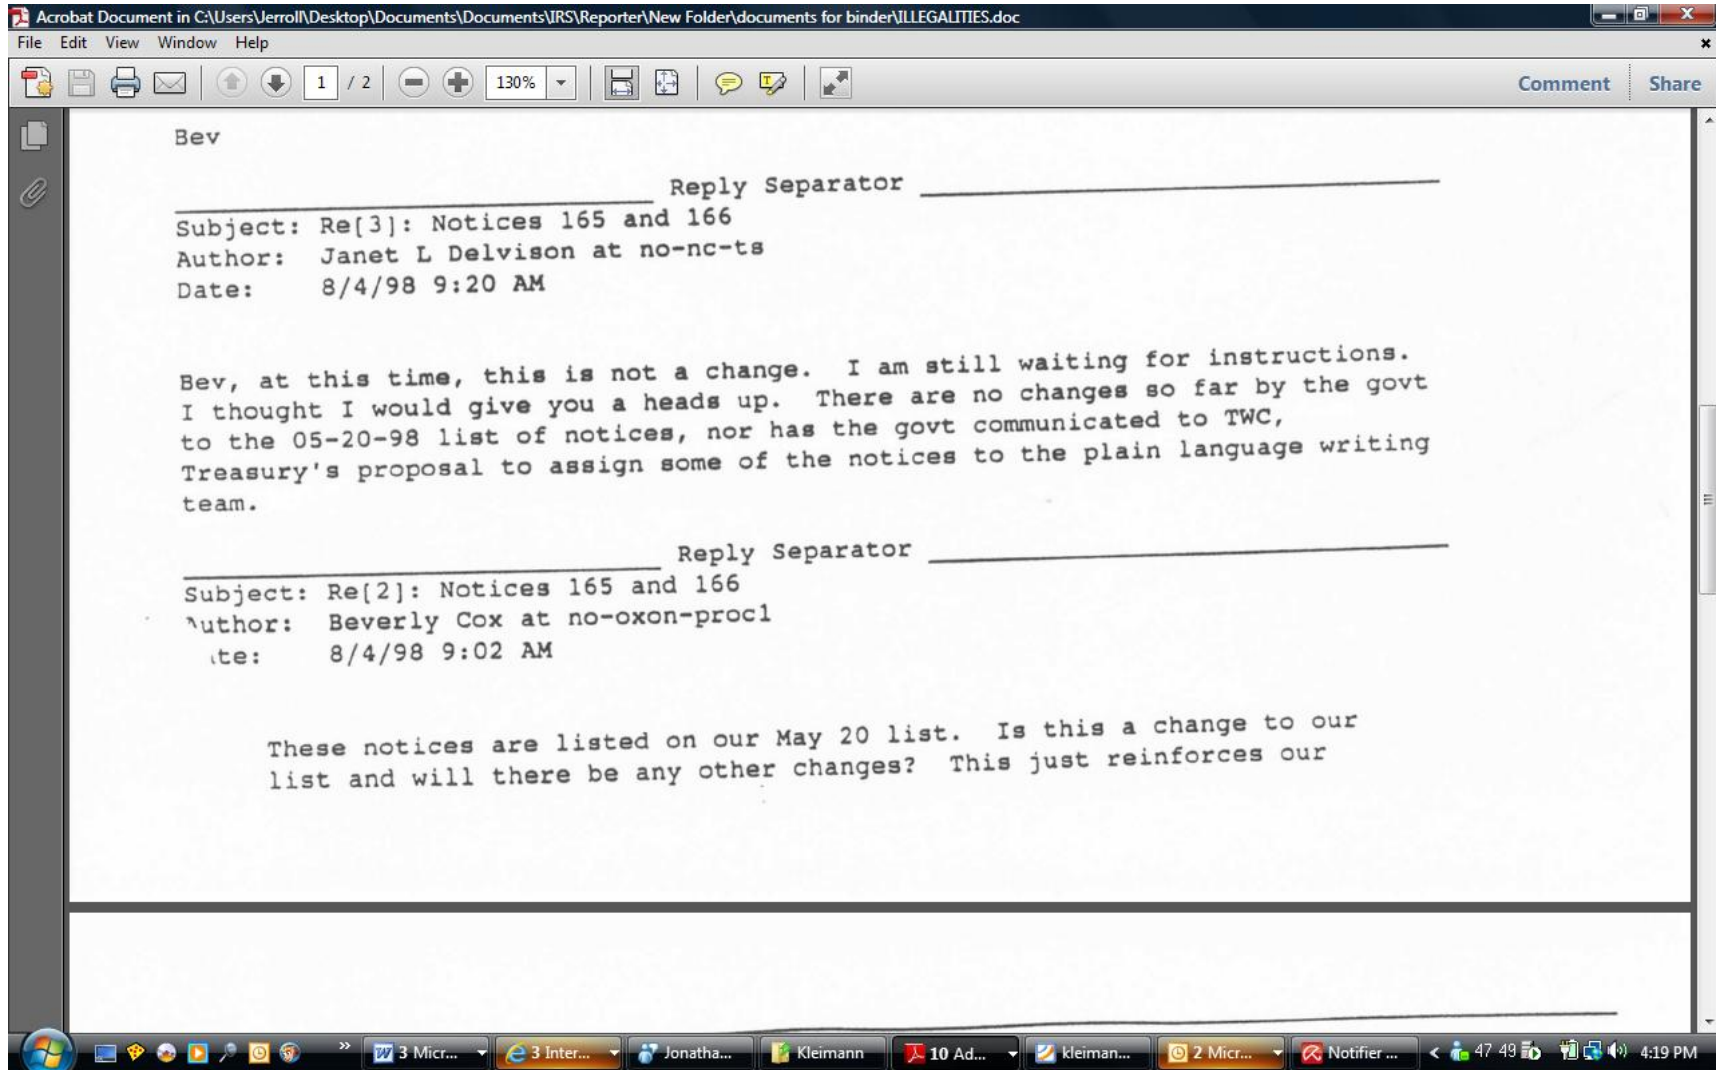 Acrobat Document in C:\Users\Jerroll\Desktop\Documents\Documents\IRS\Reporter\New Folder\documents for binder\ILLEGALITIES.doc
File Edit View Window Help
1 / 2 130% Comment Share
Bev
Reply Separator
Subject: Re[3]: Notices 165 and 166
Author: Janet L Delvison at no-nc-ts
Date: 8/4/98 9:20 AM
Bev, at this time, this is not a change. I am still waiting for instructions.
I thought I would give you a heads up. There are no changes so far by the govt
to the 05-20-98 list of notices, nor has the govt communicated to TWC,
Treasury's proposal to assign some of the notices to the plain language writing
team.
Reply Separator
Subject: Re[2]: Notices 165 and 166
uthor: Beverly Cox at no-oxon-proc1
te: 8/4/98 9:02 AM
These notices are listed on our May 20 list. Is this a change to our
list and will there be any other changes? This just reinforces our
3 Micr... 3 Inter... Jonatha... Kleimann 10 Ad... kleiman... 2 Micr... Notifier ... 47 49 4:19 PM